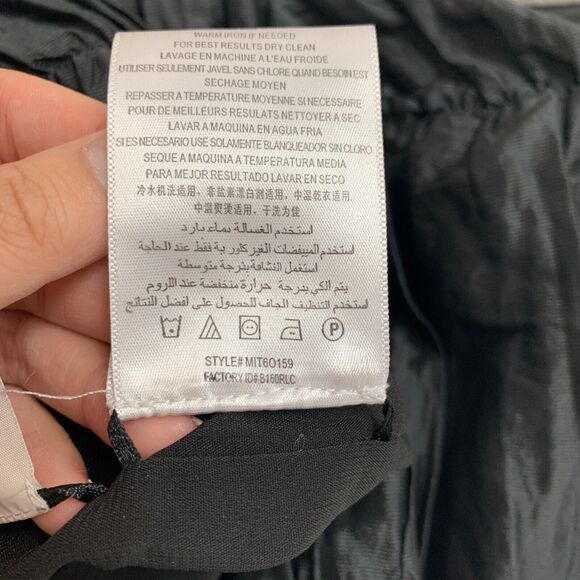 WARM IRON IF NEEDED
FOR BEST RESULTS DRY CLEAN
LAVAGE EN MACHINE A L'EAU FROIDE
UTILISER SEULEMENT JAVEL SANS CHLORE QUAND BESOIN EST
SECHAGE MOYEN
REPASSER A TEMPERATURE MOYENNE SI NECESSAIRE
POUR DE MEILLEURS RESULATS NETTOYER A SEC
LAVAR A MAQUINA EN AGUA FRIA
SI ES NECESARIO USE SOLAMENTE BLANQUEADOR SIN CLORO
SEQUE A MAQUINA A TEMPERATURA MEDIA
PARA MEJOR RESULTADO LAVAR EN SECO
冷水机洗适用、非盐素漂白剂适用、中温乾衣适用、
中温熨烫适用、干洗为佳
استخدم الغسالة بماء بارد
استخدم المبيضات الغير كلورية فقط عند الحاجة
استعمل النشافة بدرجة متوسطة
يتم ألكي بدرجة حرارة منخفضة عند اللزوم
استخدم التنظيف الجاف للحصول على افضل النتائج
P
STYLE# MIT6O159
FACTORY ID# B160RLC